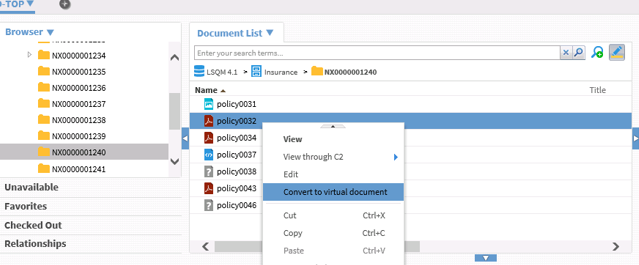 D-TOP
Browser
NX0000001234
NX0000001235
NX0000001236
NX0000001237
NX0000001238
NX0000001239
NX0000001240
NX0000001241
Unavailable
Favorites
Checked Out
Relationships
Document List
Enter your search terms...
LSQM 4.1 > Insurance > NX0000001240
Name Title
policy0031
policy0032
policy0034
policy0037
policy0038
policy0043
policy0046
View
View through C2
Edit
Convert to virtual document
Cut Ctrl+X
Copy Ctrl+C
Paste Ctrl+V